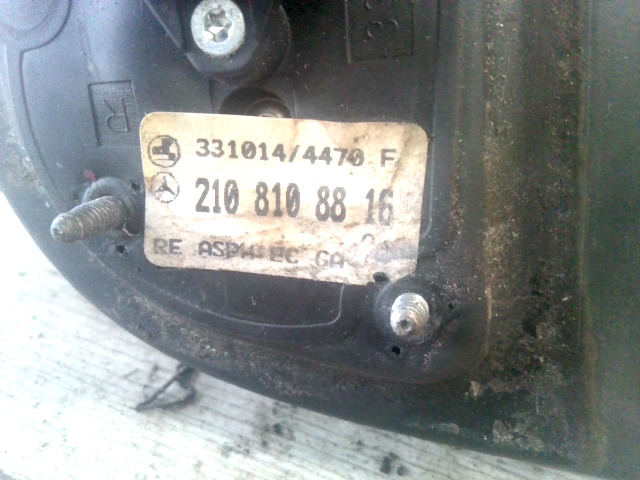 R
331014/4470 F
210 810 88 16
RE ASPH EC GA